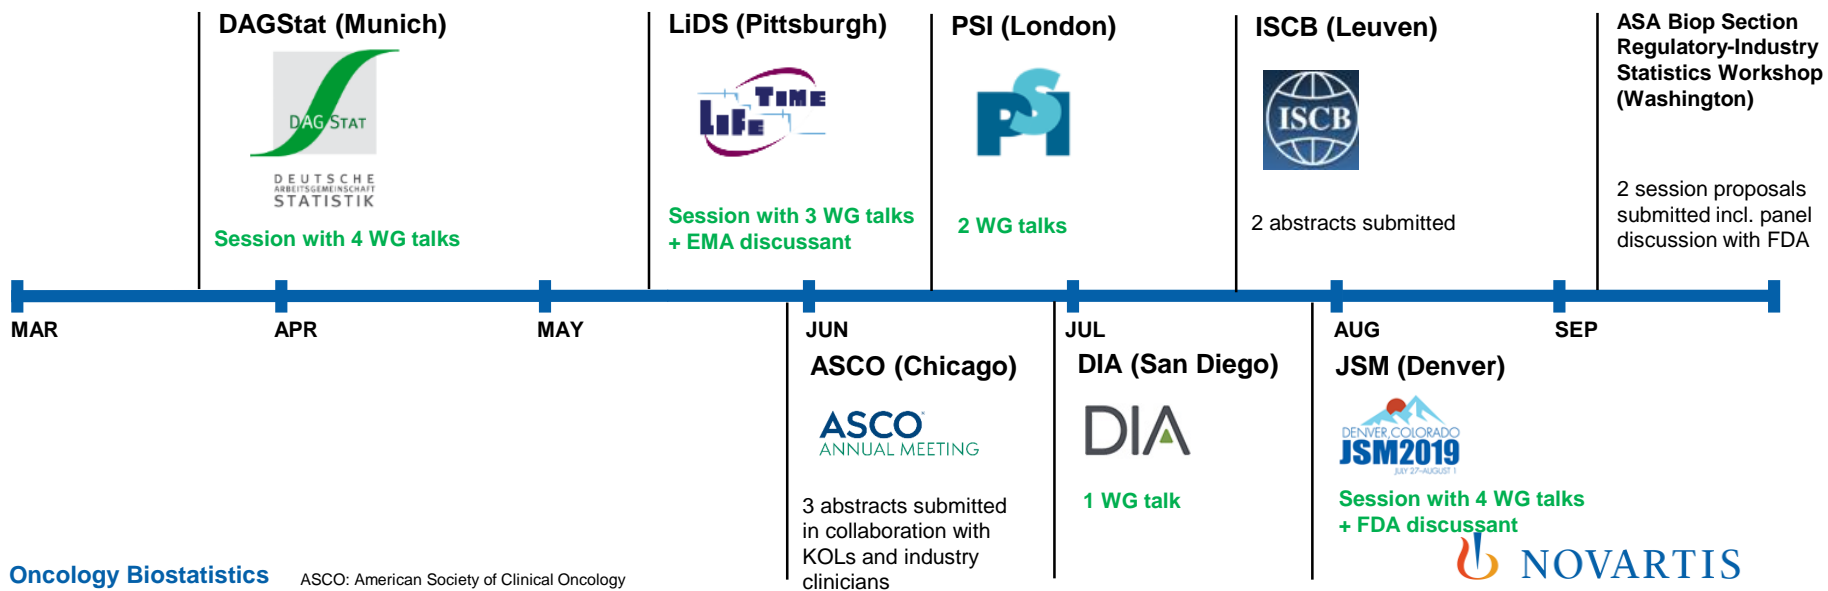 DAGStat (Munich)
DAG STAT
DEUTSCHE
ARBEITSGEMEINSCHAFT
STATISTIK
Session with 4 WG talks
LiDS (Pittsburgh)
LIFE TIME
Session with 3 WG talks
+ EMA discussant
PSI (London)
PSI
2 WG talks
ISCB (Leuven)
ISCB
2 abstracts submitted
ASA Biop Section
Regulatory-Industry
Statistics Workshop
(Washington)
2 session proposals
submitted incl. panel
discussion with FDA
MAR
APR
MAY
JUN
JUL
AUG
SEP
ASCO (Chicago)
ASCO®
ANNUAL MEETING
3 abstracts submitted
in collaboration with
KOLs and industry
clinicians
DIA (San Diego)
DIA
1 WG talk
JSM (Denver)
DENVER, COLORADO
JSM2019
JULY 27–AUGUST 1
Session with 4 WG talks
+ FDA discussant
Oncology Biostatistics
ASCO: American Society of Clinical Oncology
NOVARTIS